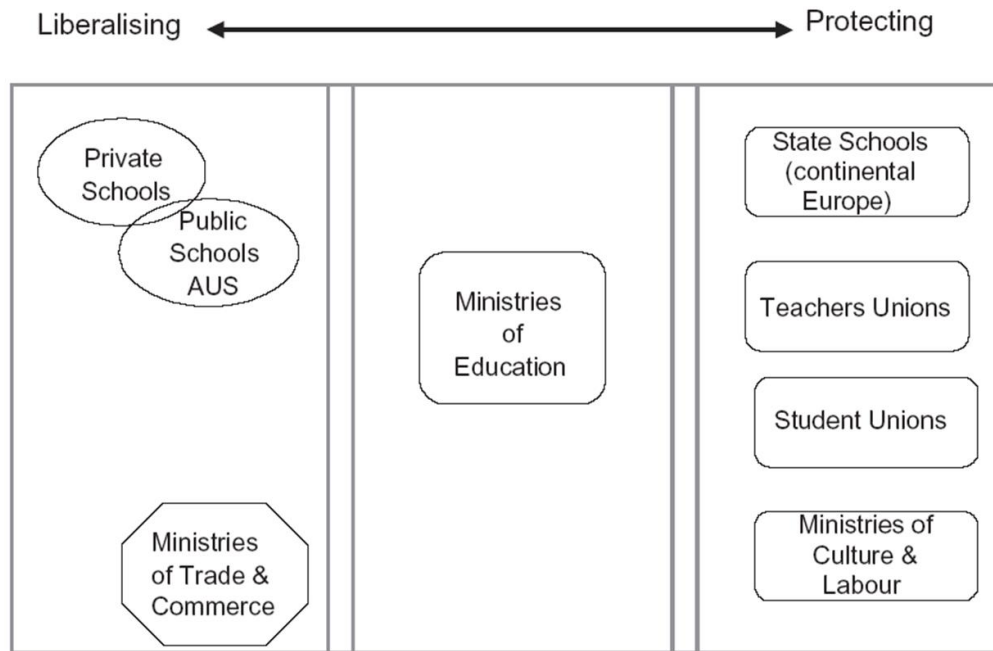 Liberalising
Protecting
Private
Schools
Public
Schools
AUS
Ministries
of Trade &
Commerce
Ministries
of
Education
State Schools
(continental
Europe)
Teachers Unions
Student Unions
Ministries of
Culture &
Labour